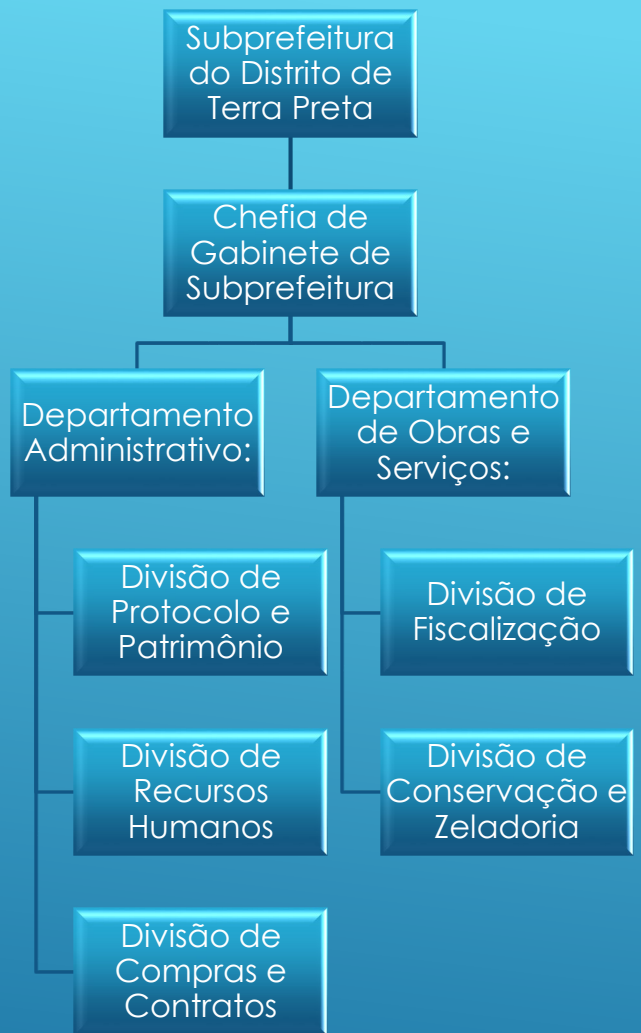 Subprefeitura
do Distrito de
Terra Preta
Chefia de
Gabinete de
Subprefeitura
Departamento
Administrativo:
Divisão de
Protocolo e
Patrimônio
Divisão de
Recursos
Humanos
Divisão de
Compras e
Contratos
Departamento
de Obras e
Serviços:
Divisão de
Fiscalização
Divisão de
Conservação e
Zeladoria